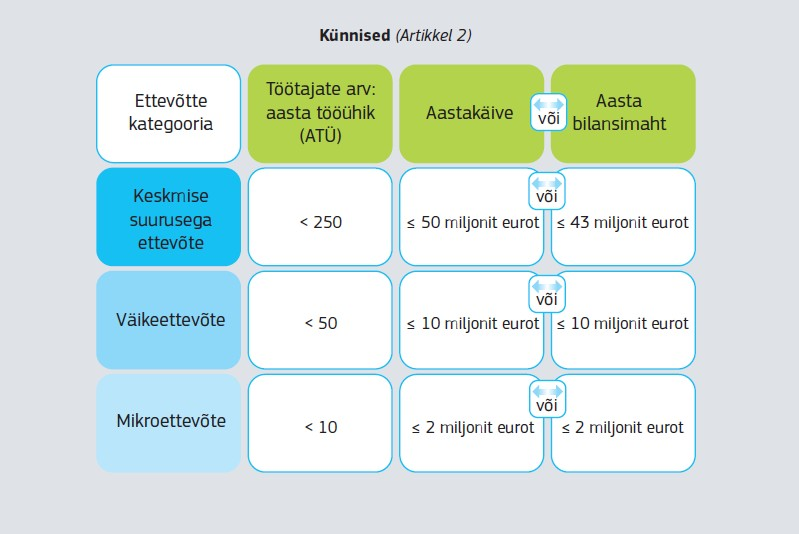 Künnised (Artikkel 2)
Ettevõtte
kategooria
Töötajate arv:
aasta tööühik
(ATÜ)
Aastakäive
või
Aasta
bilansimaht
Keskmise
suurusega
ettevõte
< 250
≤ 50 miljonit eurot
või
≤ 43 miljonit eurot
Väikeettevõte
< 50
≤ 10 miljonit eurot
või
≤ 10 miljonit eurot
Mikroettevõte
< 10
≤ 2 miljonit eurot
või
≤ 2 miljonit eurot